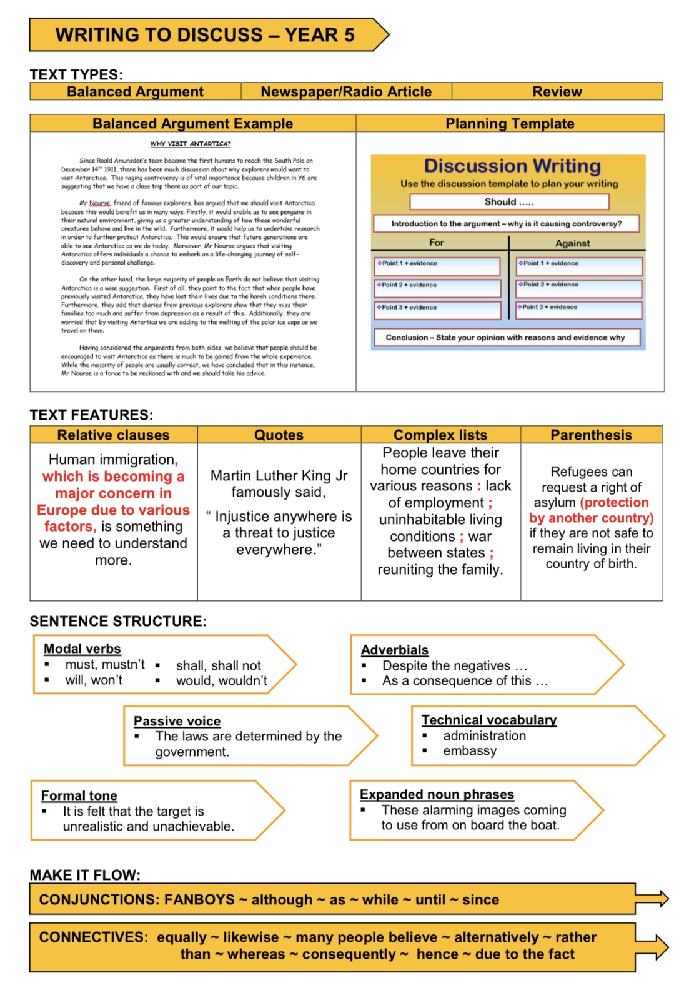 WRITING TO DISCUSS – YEAR 5
TEXT TYPES:
Balanced Argument
Newspaper/Radio Article
Review
Balanced Argument Example
WHY VISIT ANTARTICA?
Since Roald Amunsden's team became the first humans to reach the South Pole on
December 14th 1911, there has been much discussion about why explorers would want to
visit Antarctica. This raging controversy is of vital importance because children in Y6 are
suggesting that we have a class trip there as part of our topic.
Mr Nourse, friend of famous explorers, has argued that we should visit Antarctica
because this would benefit us in many ways. Firstly, it would enable us to see penguins in
their natural environment, giving us a greater understanding of how these wonderful
creatures behave and live in the wild. Furthermore, it would help us to undertake research
in order to further protect Antarctica. This would ensure that future generations are
able to see Antarctica as we do today. Moreover, Mr Nourse argues that visiting
Antarctica offers individuals a chance to embark on a life-changing journey of self-
discovery and personal challenge.
On the other hand, the large majority of people on Earth do not believe that visiting
Antarctica is a wise suggestion. First of all, they point to the fact that when people have
previously visited Antarctica, they have lost their lives due to the harsh conditions there.
Furthermore, they add that diaries from previous explorers show that they miss their
families too much and suffer from depression as a result of this. Additionally, they are
worried that by visiting Antartica we are adding to the melting of the polar ice caps as we
travel on them.
Having considered the arguments from both sides, we believe that people should be
encouraged to visit Antarctica as there is much to be gained from the whole experience.
While the majority of people are usually correct, we have concluded that in this instance,
Mr Nourse is a force to be reckoned with and we should take his advice.
Planning Template
Discussion Writing
Use the discussion template to plan your writing
Should .....
Introduction to the argument – why is it causing controversy?
For
Against
❖Point 1 + evidence
❖Point 1 + evidence
❖Point 2 + evidence
❖Point 2 + evidence
❖Point 3 + evidence
❖Point 3 + evidence
Conclusion – State your opinion with reasons and evidence why
TEXT FEATURES:
Relative clauses
Human immigration,
which is becoming a
major concern in
Europe due to various
factors, is something
we need to understand
more.
Quotes
Martin Luther King Jr
famously said,
“ Injustice anywhere is
a threat to justice
everywhere.”
Complex lists
People leave their
home countries for
various reasons : lack
of employment ;
uninhabitable living
conditions ; war
between states ;
reuniting the family.
Parenthesis
Refugees can
request a right of
asylum (protection
by another country)
if they are not safe to
remain living in their
country of birth.
SENTENCE STRUCTURE:
Modal verbs
▪ must, mustn't ▪ shall, shall not
▪ will, won't ▪ would, wouldn't
Adverbials
▪ Despite the negatives …
▪ As a consequence of this …
Passive voice
▪ The laws are determined by the
government.
Technical vocabulary
▪ administration
▪ embassy
Formal tone
▪ It is felt that the target is
unrealistic and unachievable.
Expanded noun phrases
▪ These alarming images coming
to use from on board the boat.
MAKE IT FLOW:
CONJUNCTIONS: FANBOYS ~ although ~ as ~ while ~ until ~ since
CONNECTIVES: equally ~ likewise ~ many people believe ~ alternatively ~ rather
than ~ whereas ~ consequently ~ hence ~ due to the fact